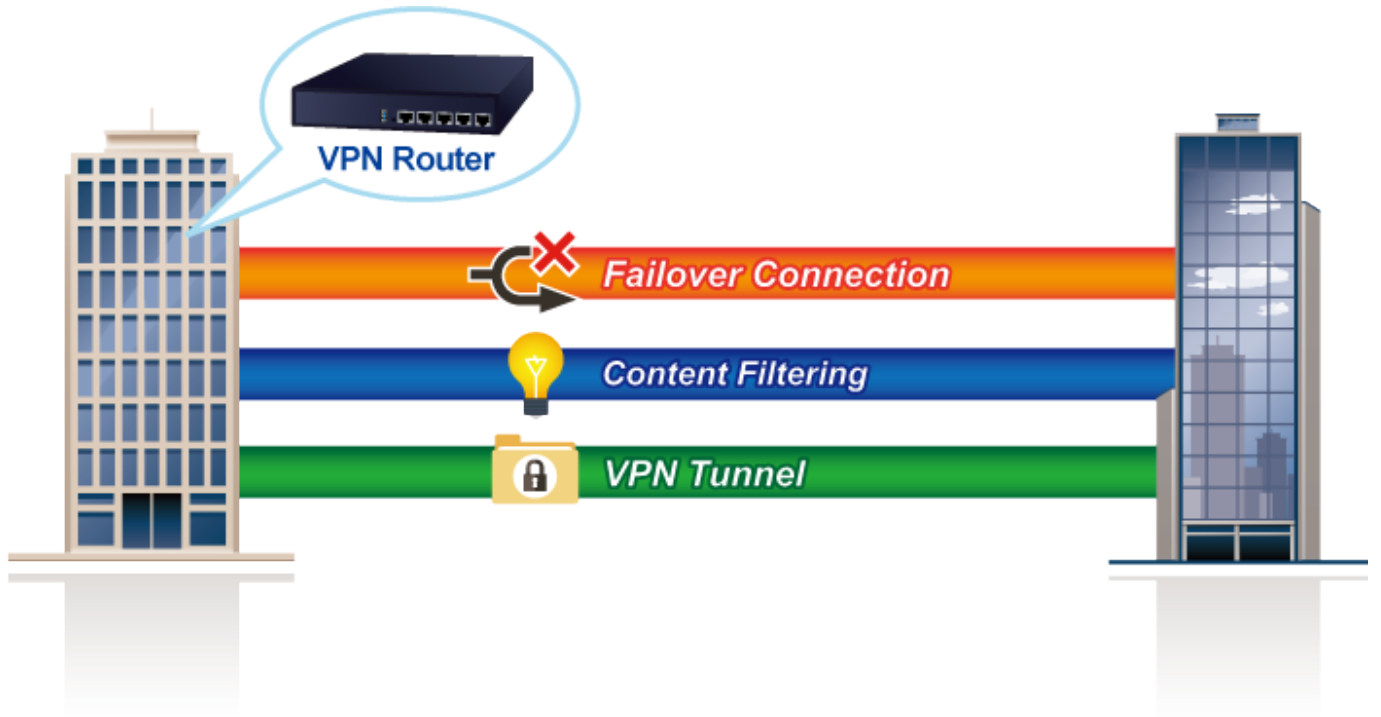 VPN Router
Failover Connection
Content Filtering
VPN Tunnel